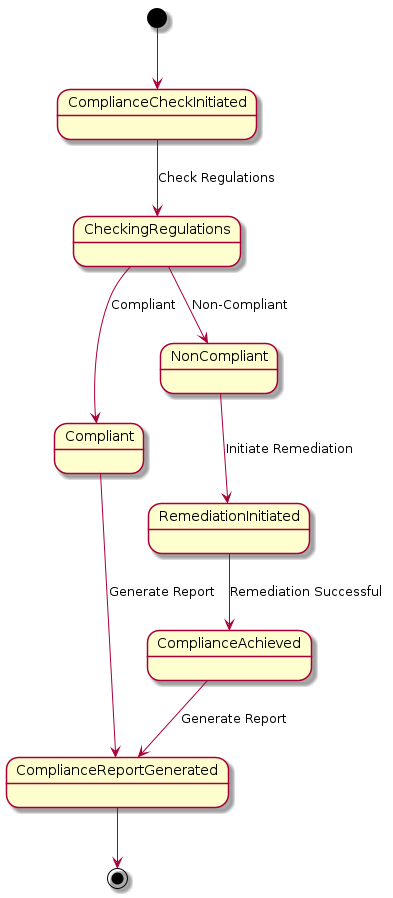 ComplianceCheckInitiated
Check Regulations
CheckingRegulations
Compliant
Non-Compliant
NonCompliant
Compliant
Initiate Remediation
RemediationInitiated
Generate Report
Remediation Successful
ComplianceAchieved
Generate Report
ComplianceReportGenerated